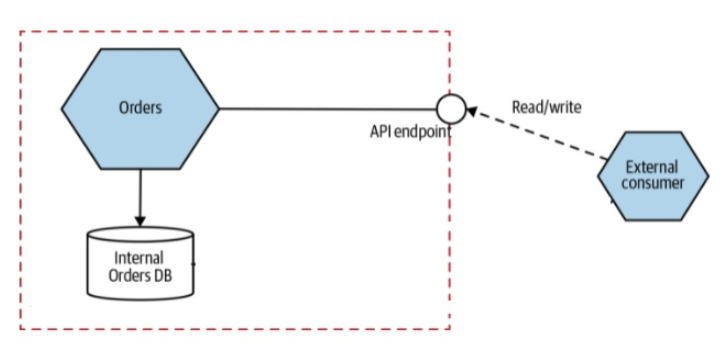 Orders
Read/write
API endpoint
External
consumer
Internal
Orders DB